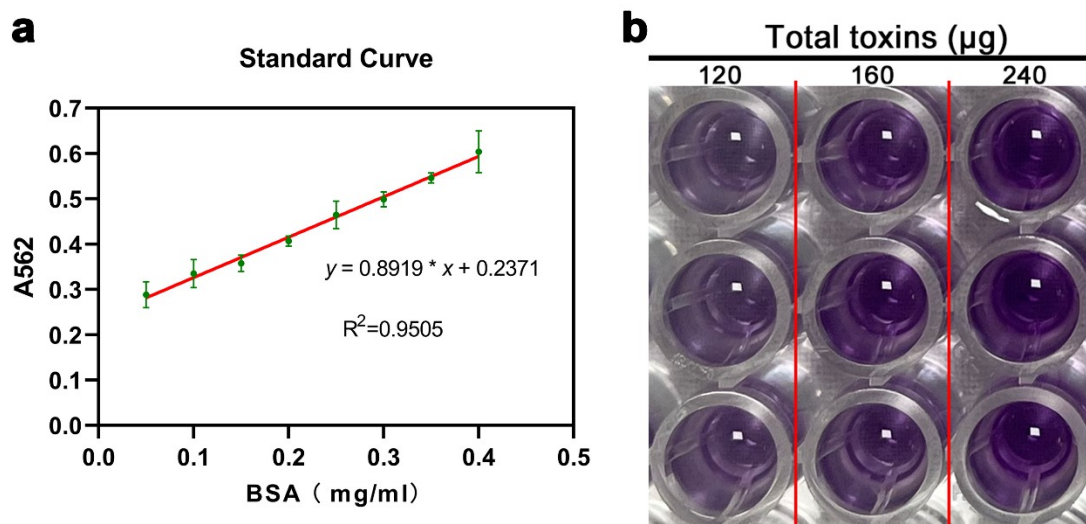 a
Standard Curve
0.7
0.6
0.5
0.4
0.3
0.2
0.1
0.0
A562
y = 0.8919 * x + 0.2371
R²=0.9505
0.0 0.1 0.2 0.3 0.4 0.5
BSA ( mg/ml)
b
Total toxins (μg)
120 160 240